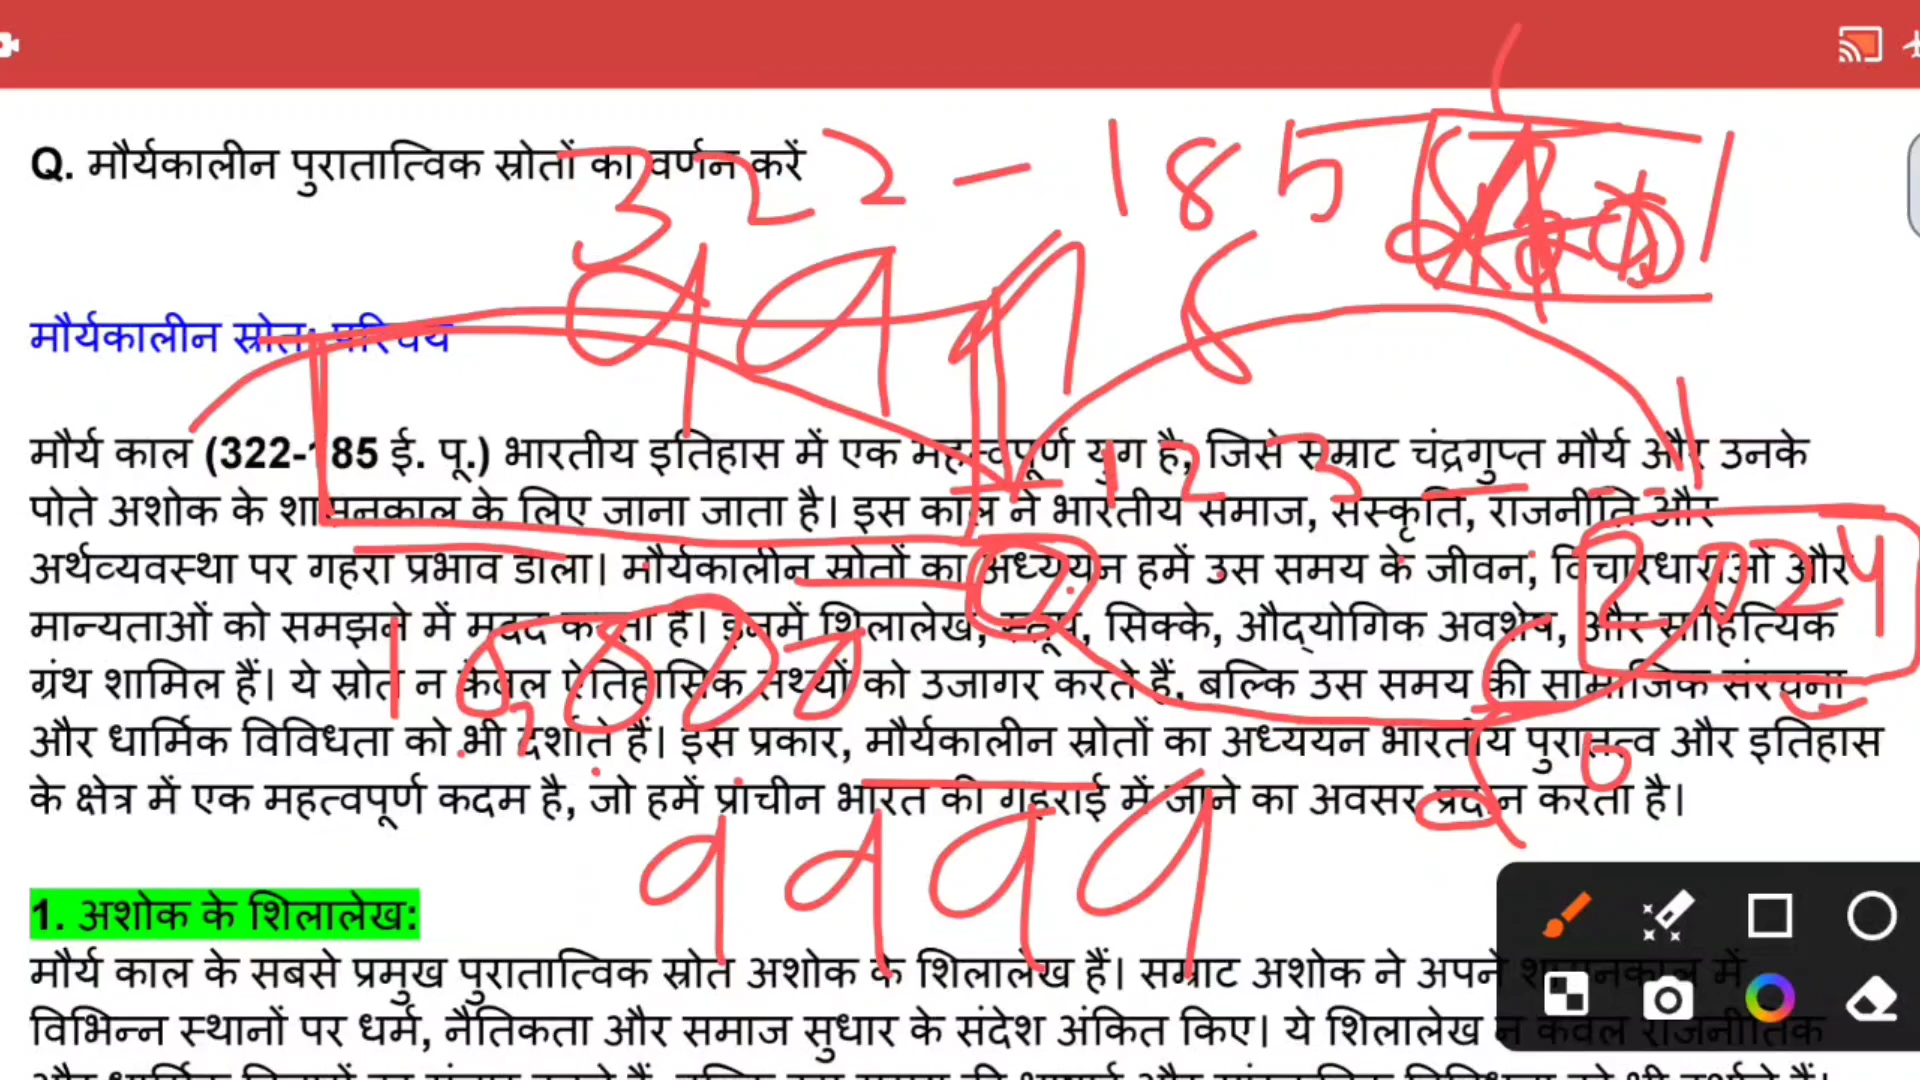 Q. मौर्यकालीन पुरातात्विक स्रोतों का वर्णन करें
322 - 185
मौर्यकालीन स्रोत: परिचय
मौर्य काल (322-185 ई. पू.) भारतीय इतिहास में एक महत्वपूर्ण युग है, जिसे सम्राट चंद्रगुप्त मौर्य और उनके
1 2 3
पोते अशोक के शासनकाल के लिए जाना जाता है। इस काल ने भारतीय समाज, संस्कृति, राजनीति और
अर्थव्यवस्था पर गहरा प्रभाव डाला। मौर्यकालीन स्रोतों का अध्ययन हमें उस समय के जीवन, विचारधाराओं और
2024
मान्यताओं को समझने में मदद करता है। इनमें शिलालेख, स्तूप, सिक्के, औद्योगिक अवशेष, और साहित्यिक
ग्रंथ शामिल हैं। ये स्रोत न केवल ऐतिहासिक तथ्यों को उजागर करते हैं, बल्कि उस समय की सामाजिक संरचना
और धार्मिक विविधता को भी दर्शाते हैं। इस प्रकार, मौर्यकालीन स्रोतों का अध्ययन भारतीय पुरातत्व और इतिहास
के क्षेत्र में एक महत्वपूर्ण कदम है, जो हमें प्राचीन भारत की गहराई में जाने का अवसर प्रदान करता है।
1. अशोक के शिलालेख:
मौर्य काल के सबसे प्रमुख पुरातात्विक स्रोत अशोक के शिलालेख हैं। सम्राट अशोक ने अपने शासनकाल में
विभिन्न स्थानों पर धर्म, नैतिकता और समाज सुधार के संदेश अंकित किए। ये शिलालेख न केवल राजनीतिक